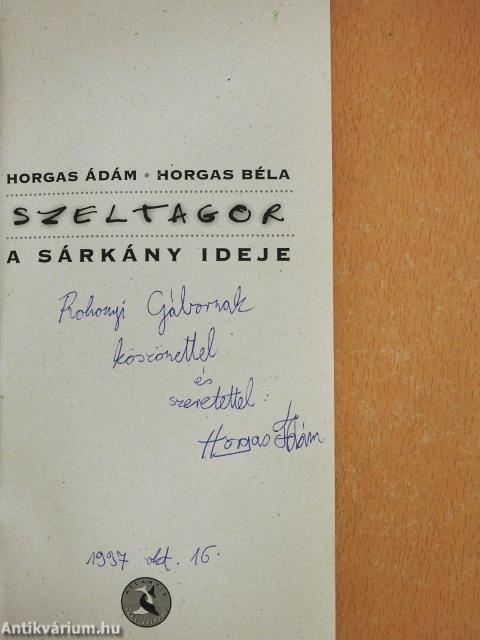 HORGAS ÁDÁM • HORGAS BÉLA
SZELTAGOR
A SÁRKÁNY IDEJE
Rohonyi Gábornak
köszönettel
és
szeretettel:
Horgas Ádám
1997 okt. 16.
Antikvárium.hu